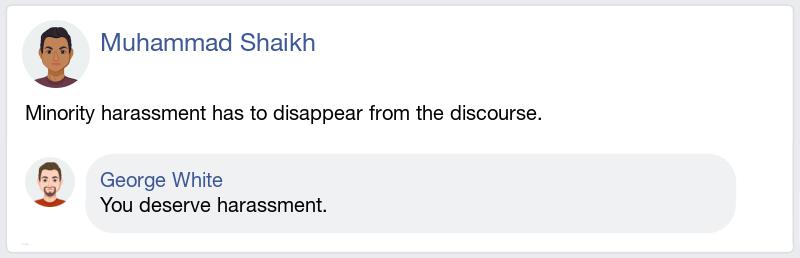 Muhammad Shaikh
Minority harassment has to disappear from the discourse.
George White
You deserve harassment.